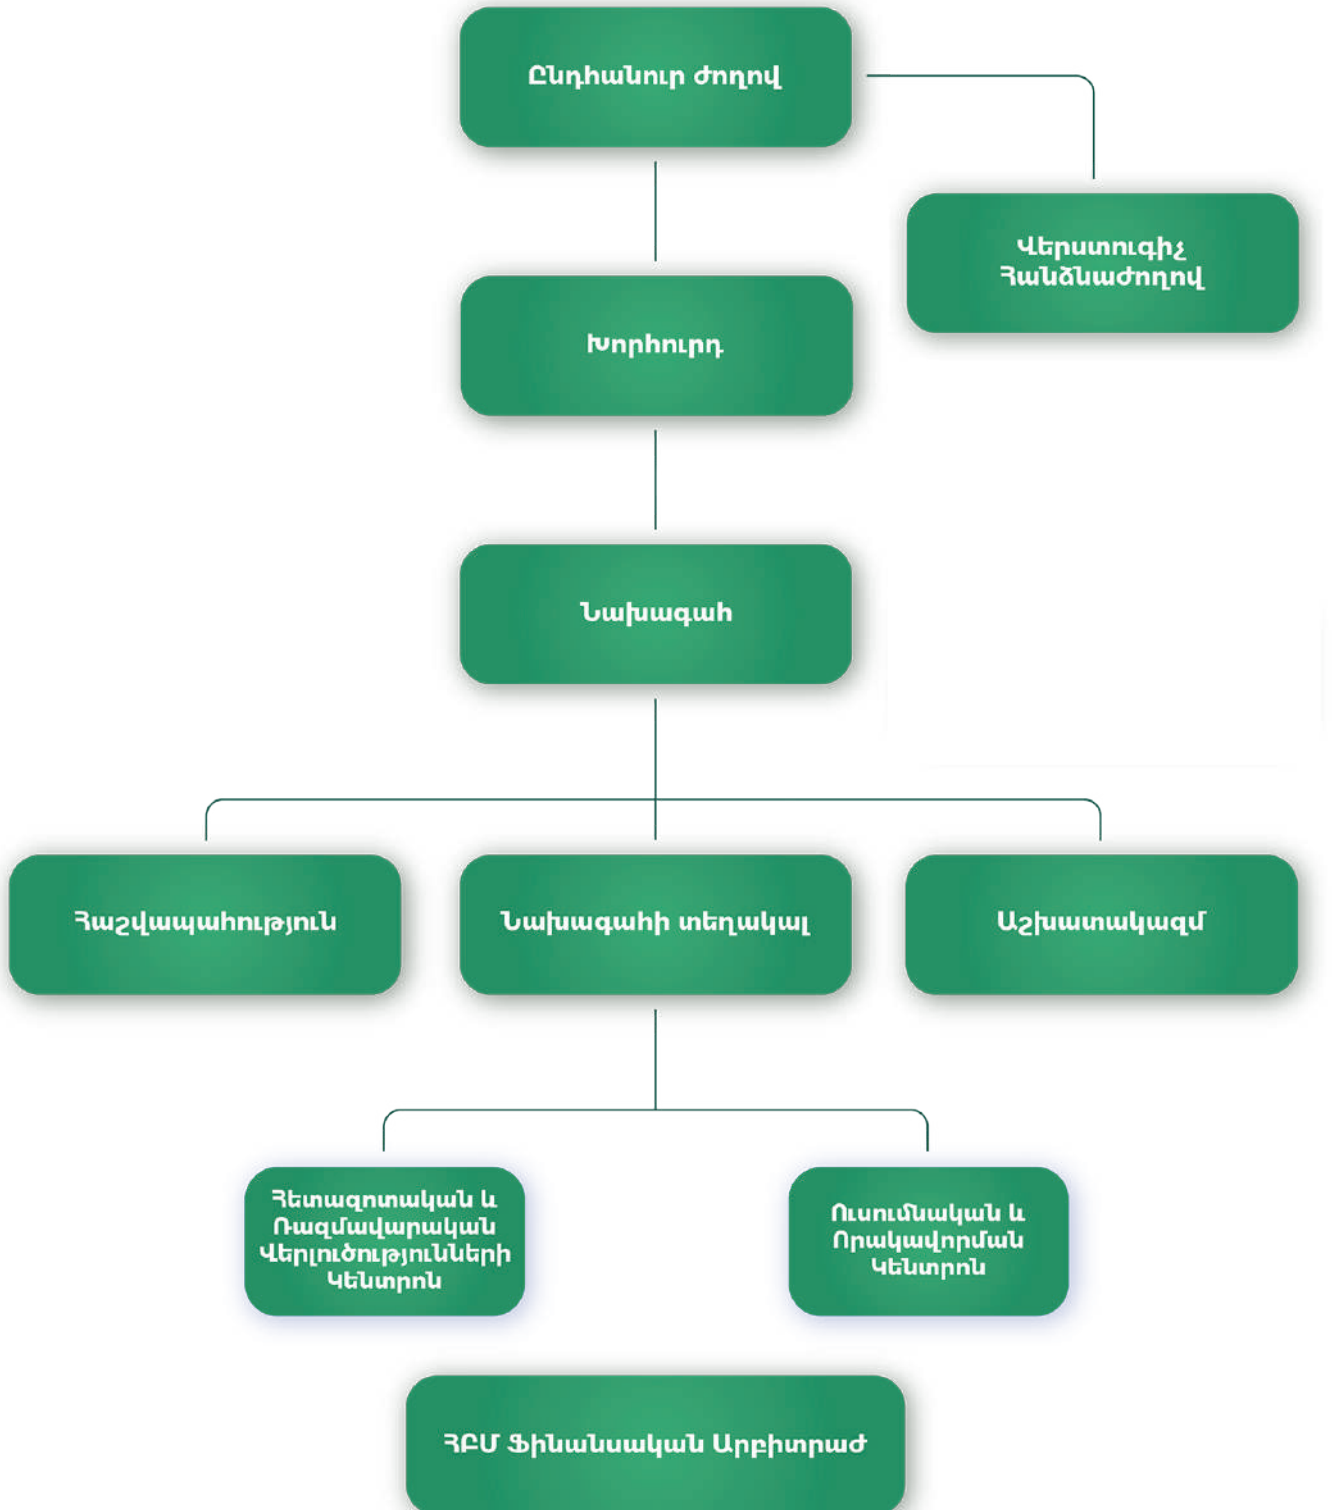 Ընդհանուր ժողով
Վերստուգիչ
Հանձնաժողով
Խորհուրդ
Նախագահ
Հաշվապահություն
Նախագահի տեղակալ
Աշխատակազմ
Հետազոտական և
Ռազմավարական
Վերլուծությունների
Կենտրոն
Ուսումնական և
Որակավորման
Կենտրոն
ՀԲՄ Ֆինանսական Արբիտրաժ